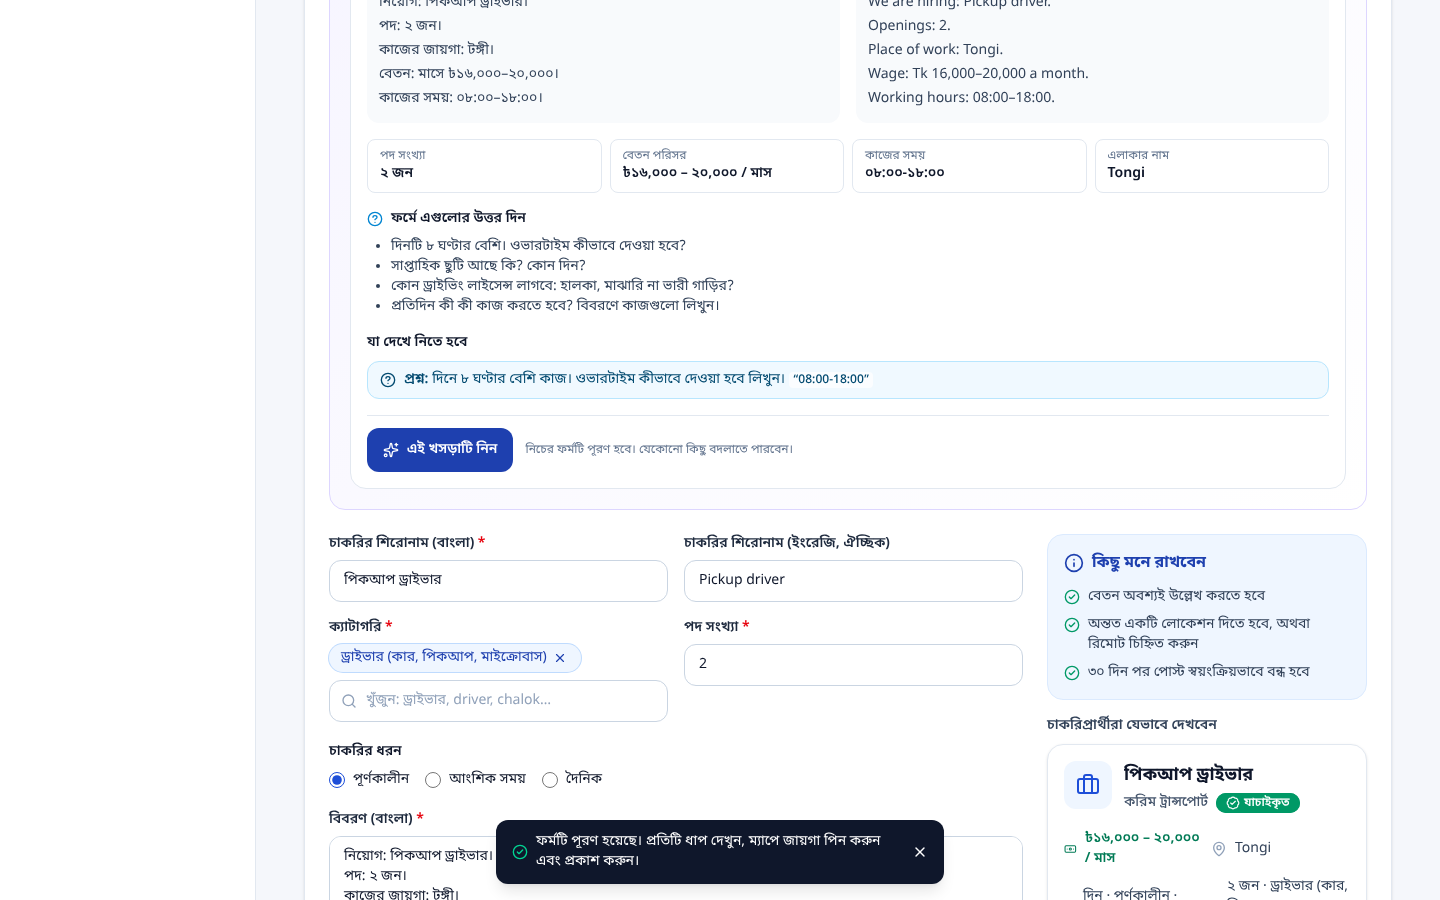 নিয়োগ: পিকআপ ড্রাইভার।
পদ: ২ জন।
কাজের জায়গা: টঙ্গী।
বেতন: মাসে ৳১৬,০০০–২০,০০০।
কাজের সময়: ০৮:০০–১৮:০০।
We are hiring: Pickup driver.
Openings: 2.
Place of work: Tongi.
Wage: Tk 16,000–20,000 a month.
Working hours: 08:00–18:00.
পদ সংখ্যা
২ জন
বেতন পরিসর
৳১৬,০০০ – ২০,০০০ / মাস
কাজের সময়
০৮:০০-১৮:০০
এলাকার নাম
Tongi
ফর্মে এগুলোর উত্তর দিন
দিনটি ৮ ঘণ্টার বেশি। ওভারটাইম কীভাবে দেওয়া হবে?
সাপ্তাহিক ছুটি আছে কি? কোন দিন?
কোন ড্রাইভিং লাইসেন্স লাগবে: হালকা, মাঝারি না ভারী গাড়ির?
প্রতিদিন কী কী কাজ করতে হবে? বিবরণে কাজগুলো লিখুন।
যা দেখে নিতে হবে
প্রশ্ন: দিনে ৮ ঘণ্টার বেশি কাজ। ওভারটাইম কীভাবে দেওয়া হবে লিখুন। “08:00-18:00”
এই খসড়াটি নিন
নিচের ফর্মটি পূরণ হবে। যেকোনো কিছু বদলাতে পারবেন।
চাকরির শিরোনাম (বাংলা) *
পিকআপ ড্রাইভার
চাকরির শিরোনাম (ইংরেজি, ঐচ্ছিক)
Pickup driver
ক্যাটাগরি *
ড্রাইভার (কার, পিকআপ, মাইক্রোবাস)
খুঁজুন: ড্রাইভার, driver, chalok...
পদ সংখ্যা *
2
চাকরির ধরন
পূর্ণকালীন
আংশিক সময়
দৈনিক
বিবরণ (বাংলা) *
নিয়োগ: পিকআপ ড্রাইভার।
পদ: ২ জন।
কাজের জায়গা: টঙ্গী।
কিছু মনে রাখবেন
বেতন অবশ্যই উল্লেখ করতে হবে
অন্তত একটি লোকেশন দিতে হবে, অথবা
রিমোট চিহ্নিত করুন
৩০ দিন পর পোস্ট স্বয়ংক্রিয়ভাবে বন্ধ হবে
চাকরিপ্রার্থীরা যেভাবে দেখবেন
পিকআপ ড্রাইভার
করিম ট্রান্সপোর্ট
যাচাইকৃত
৳১৬,০০০ – ২০,০০০
/ মাস
Tongi
দিন · পূর্ণকালীন ·
২ জন · ড্রাইভার (কার,
ফর্মটি পূরণ হয়েছে। প্রতিটি ধাপ দেখুন, ম্যাপে জায়গা পিন করুন
এবং প্রকাশ করুন।